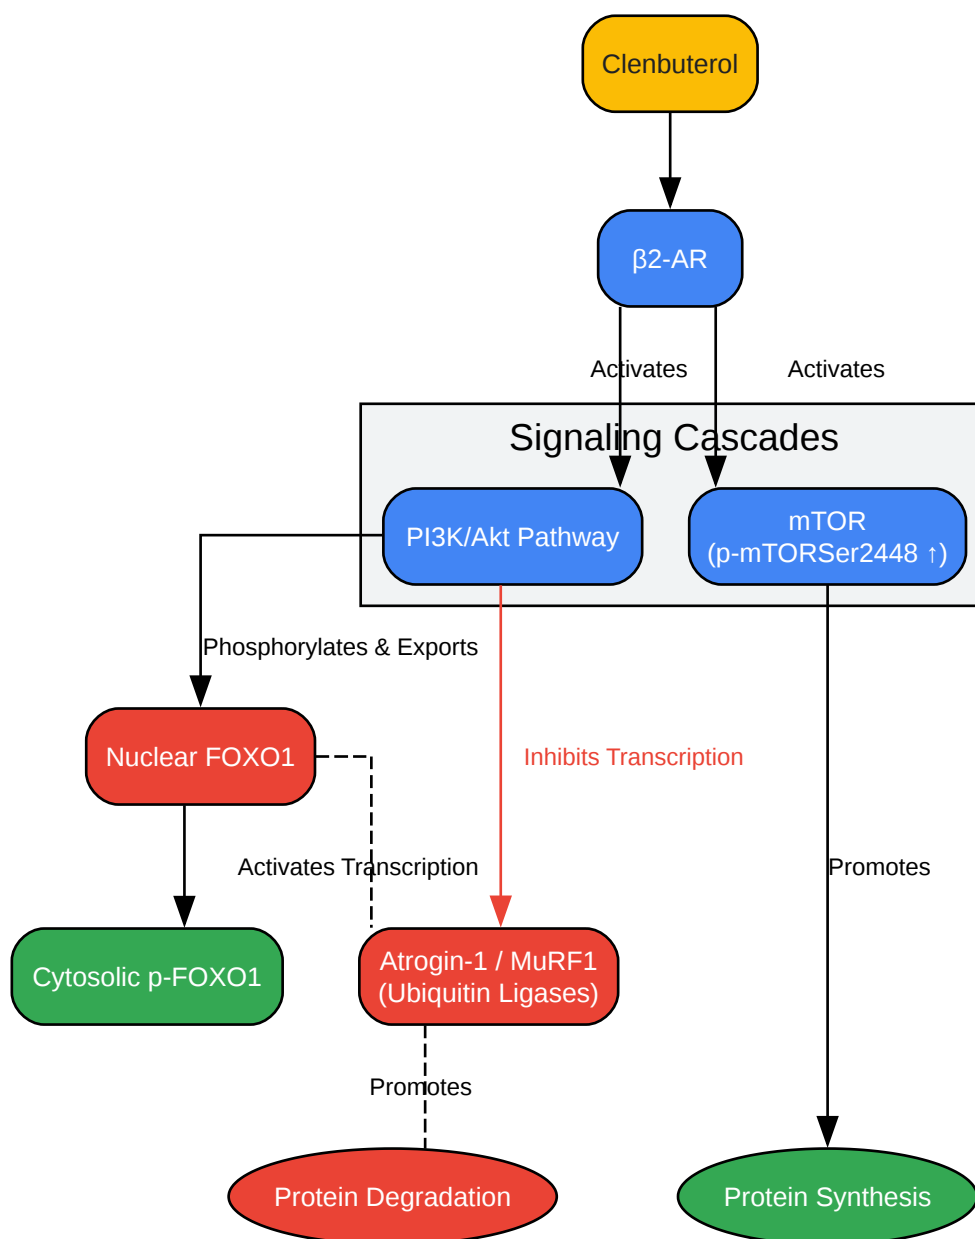 Clenbuterol
β2-AR
Activates
Activates
Signaling Cascades
PI3K/Akt Pathway
mTOR
(p-mTORSer2448 ↑)
Phosphorylates & Exports
Nuclear FOXO1
Inhibits Transcription
Activates Transcription
Promotes
Cytosolic p-FOXO1
Atrogin-1 / MuRF1
(Ubiquitin Ligases)
Promotes
Protein Degradation
Protein Synthesis